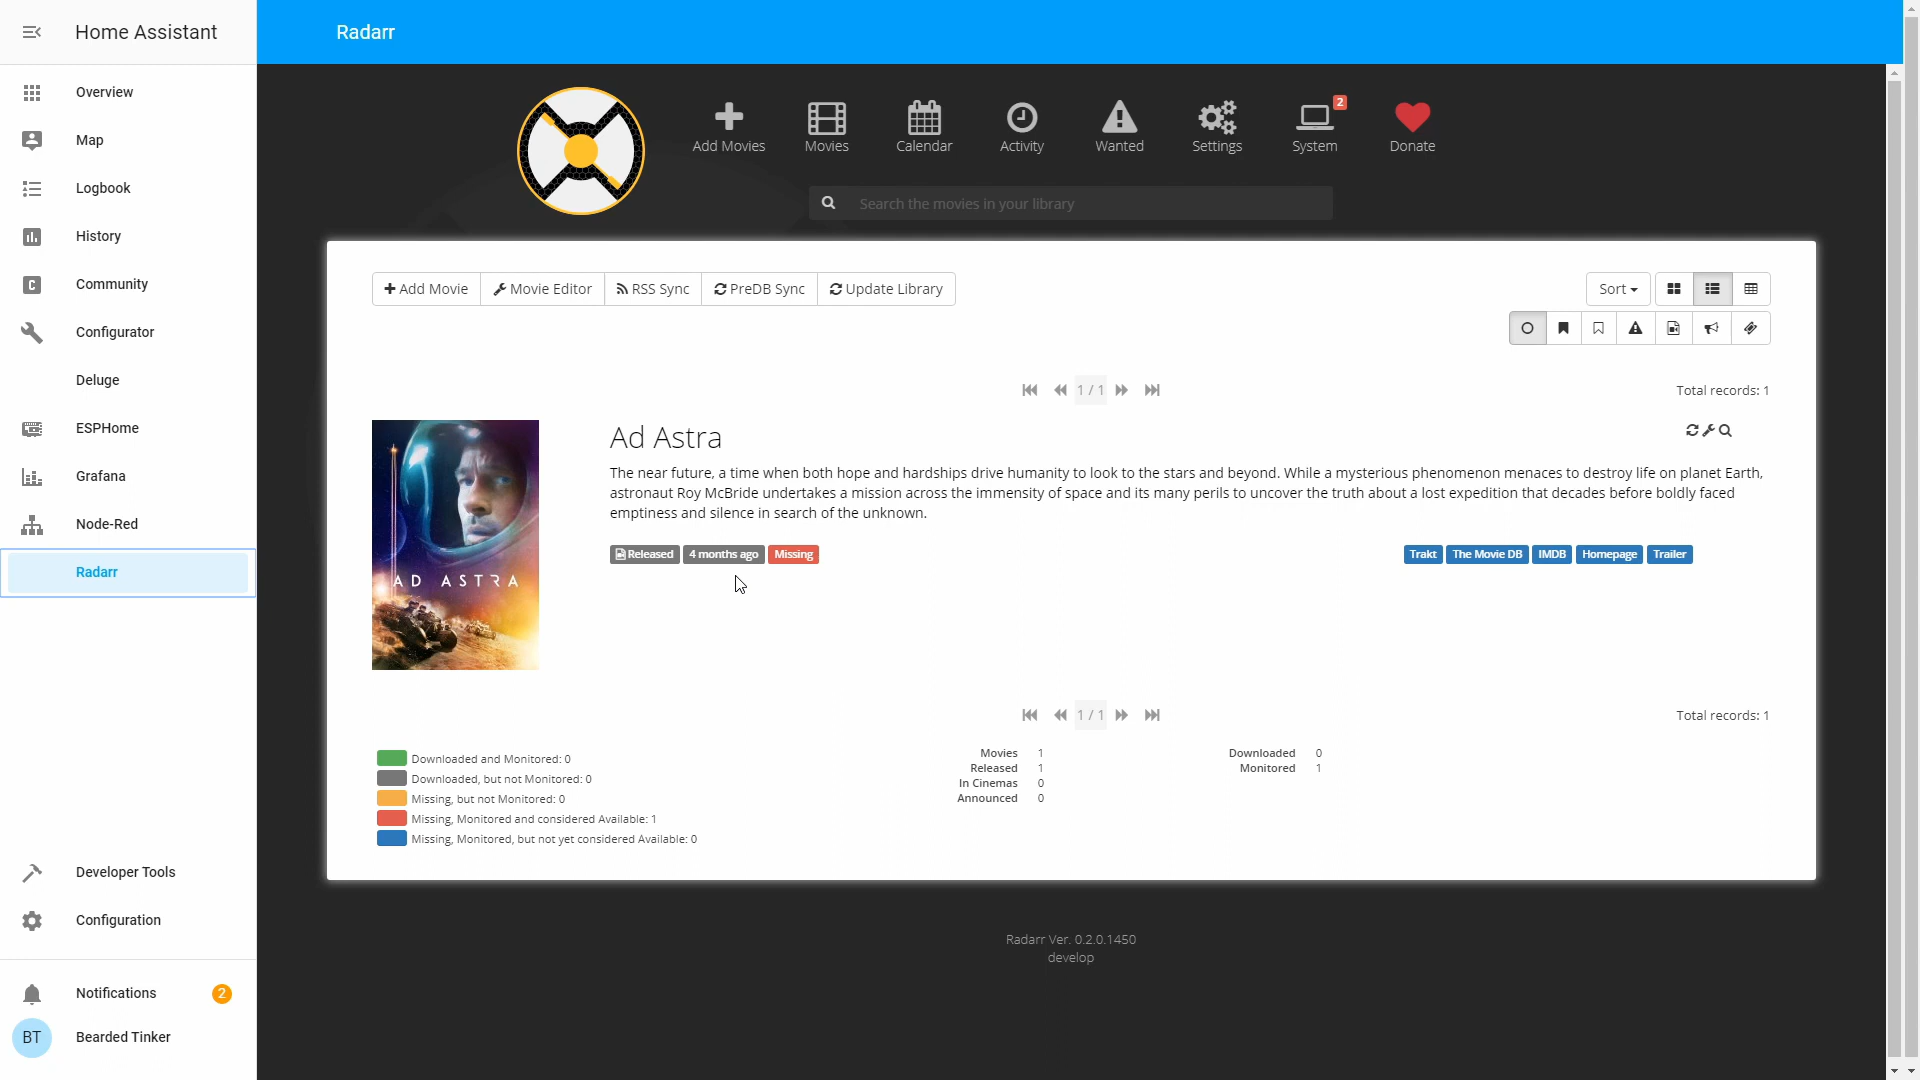 Home Assistant
Radarr
Overview
Map
Logbook
History
C
Community
Configurator
Deluge
ESPHome
Grafana
Node-Red
Radarr
Developer Tools
Configuration
Notifications
2
BT
Bearded Tinker
Add Movies
Movies
Calendar
Activity
Wanted
Settings
System
2
Donate
Search the movies in your library
Add Movie
Movie Editor
RSS Sync
PreDB Sync
Update Library
Sort
1 / 1
Total records: 1
AD ASTRA
Ad Astra
The near future, a time when both hope and hardships drive humanity to look to the stars and beyond. While a mysterious phenomenon menaces to destroy life on planet Earth,
astronaut Roy McBride undertakes a mission across the immensity of space and its many perils to uncover the truth about a lost expedition that decades before boldly faced
emptiness and silence in search of the unknown.
Released 4 months ago Missing
Trakt The Movie DB IMDB Homepage Trailer
1 / 1
Total records: 1
Downloaded and Monitored: 0
Downloaded, but not Monitored: 0
Missing, but not Monitored: 0
Missing, Monitored and considered Available: 1
Missing, Monitored, but not yet considered Available: 0
Movies 1
Released 1
In Cinemas 0
Announced 0
Downloaded 0
Monitored 1
Radarr Ver. 0.2.0.1450
develop